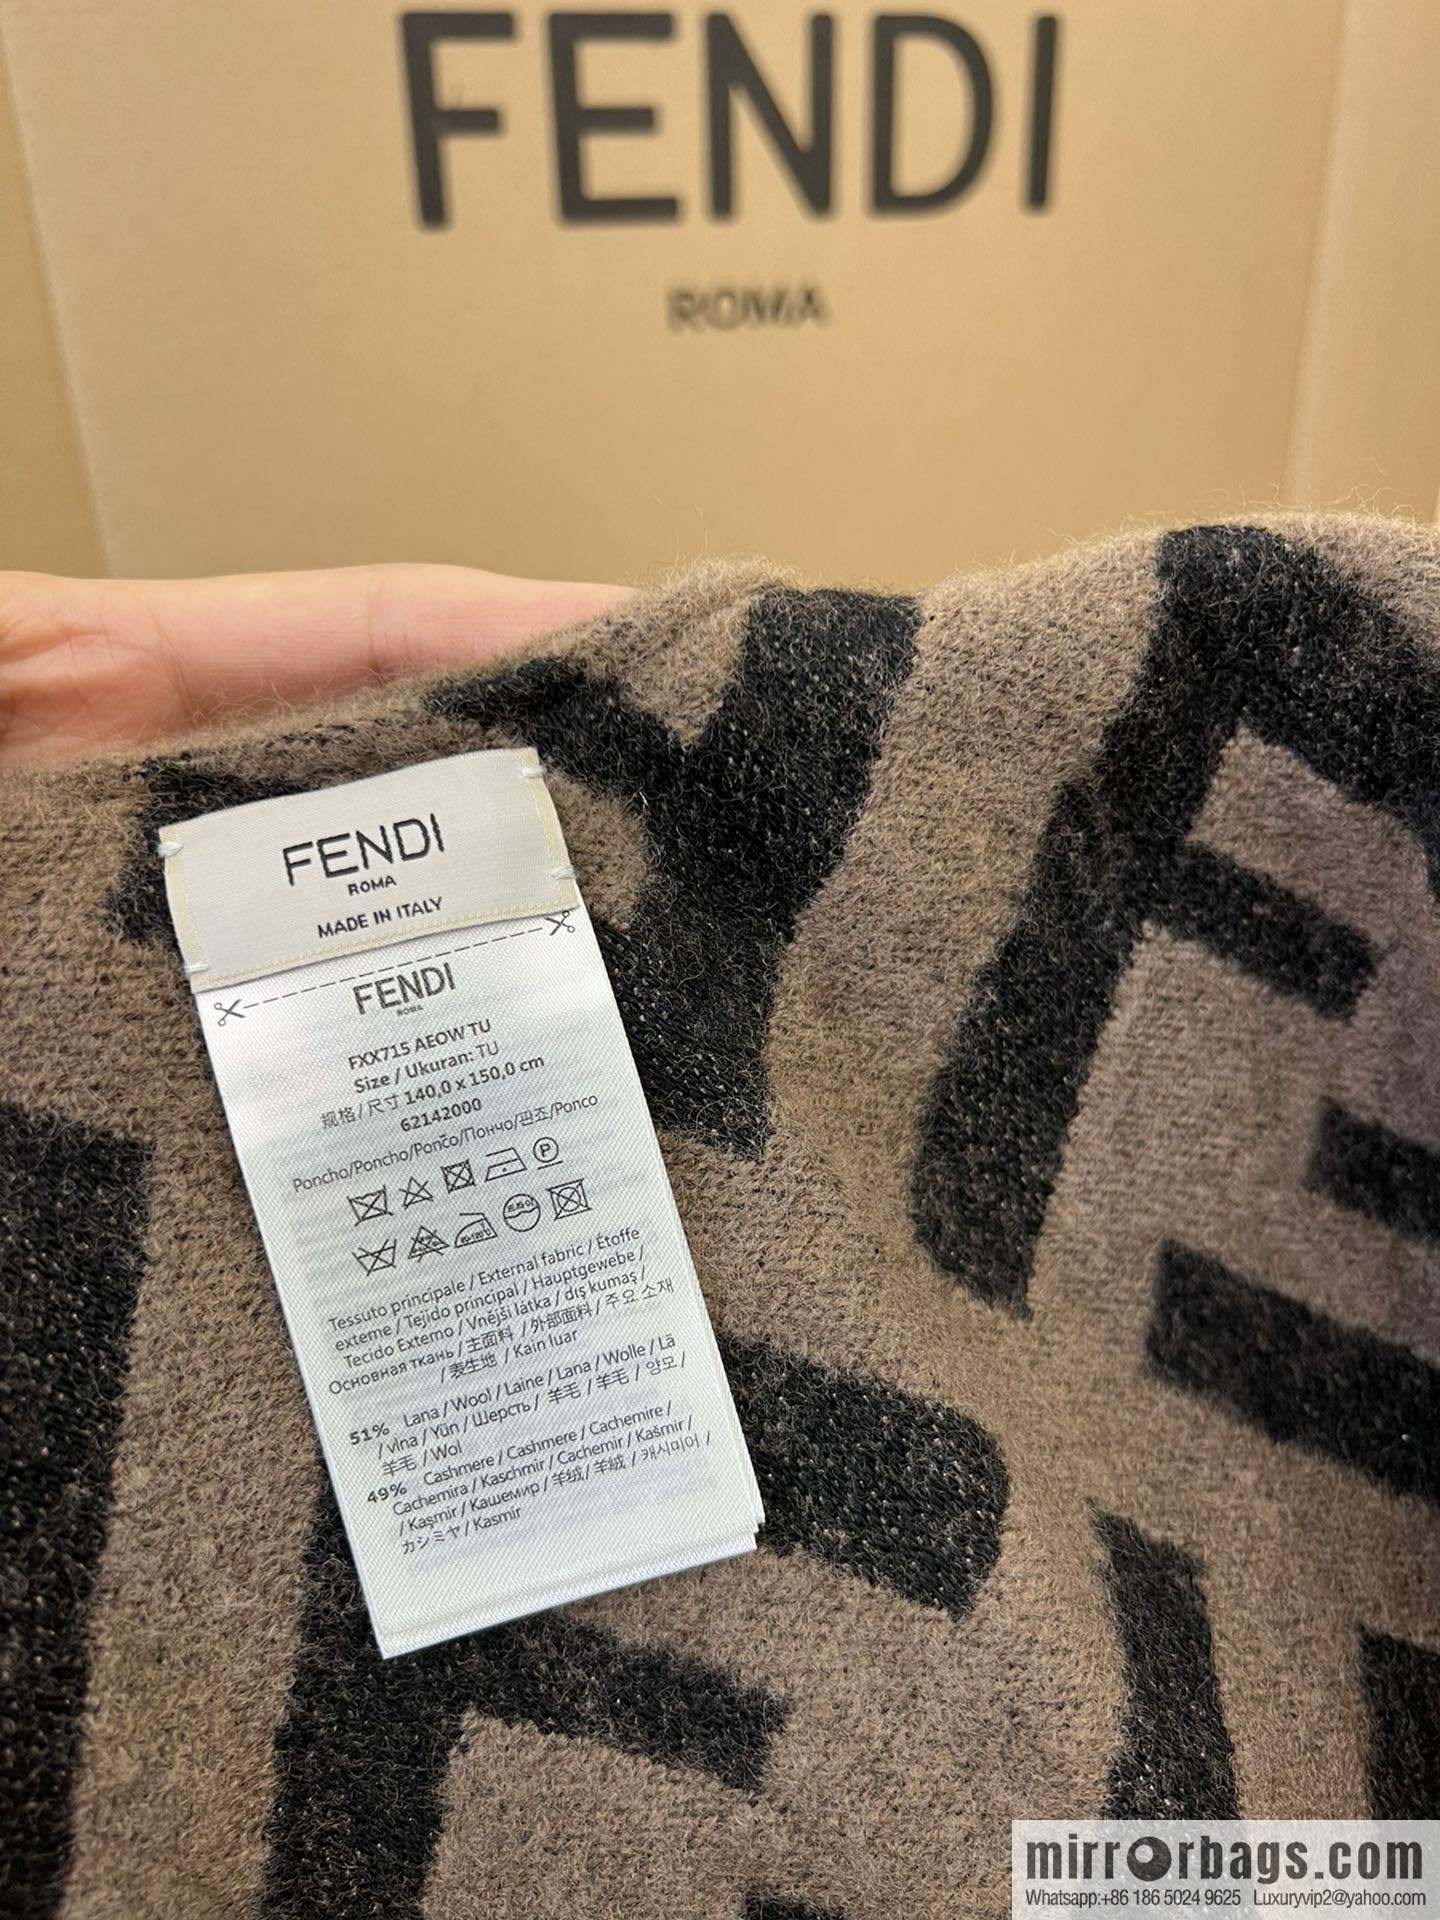 FENDI
ROMA
FENDI
ROMA
MADE IN ITALY
FENDI
ROMA
FXX715 AEOW TU
Size / Ukuran: TU
规格/尺寸 140,0 x 150,0 cm
62142000
Poncho/Poncho/Pončo/Пончо/판초/Ponco
P
Tessuto principale / External fabric / Étoffe
externe / Tejido principal / Hauptgewebe /
Tecido Externo / Vnější látka / dış kumaş /
Основная ткань / 主面料 / 外部面料 / 주요 소재
/ 表生地 / Kain luar
51% Lana / Wool / Laine / Lana / Wolle / Lã
/ vlna / Yün / Шерсть / 羊毛 / 羊毛 / 양모 /
羊毛 / Wol
49% Cashmere / Cashmere / Cachemire /
Cachemira / Kaschmir / Cachemir / Kašmír /
/ Kaşmir / Кашемир / 羊绒 / 羊绒 / 캐시미어 /
カシミヤ / Kasmir
mirrorbags.com
Whatsapp:+86 186 5024 9625 Luxuryvip2@yahoo.com